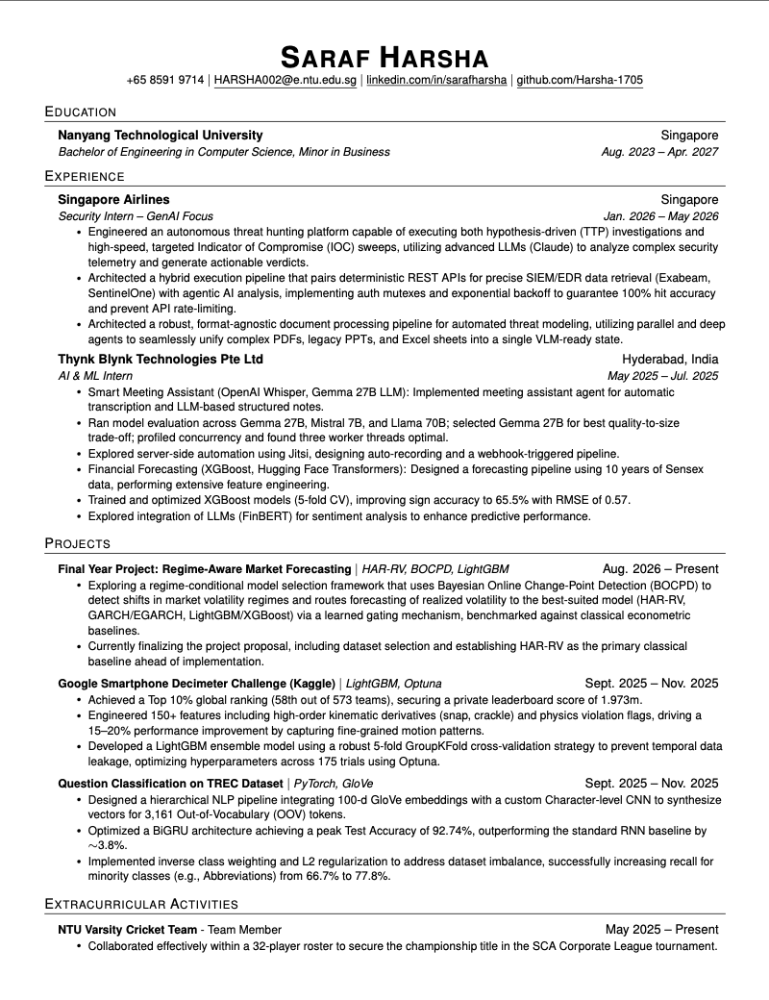 SARAF HARSHA
+65 8591 9714 | HARSHA002@e.ntu.edu.sg | linkedin.com/in/sarafharsha | github.com/Harsha-1705
EDUCATION
Nanyang Technological University Singapore
Bachelor of Engineering in Computer Science, Minor in Business Aug. 2023 – Apr. 2027
EXPERIENCE
Singapore Airlines Singapore
Security Intern – GenAI Focus Jan. 2026 – May 2026
• Engineered an autonomous threat hunting platform capable of executing both hypothesis-driven (TTP) investigations and
high-speed, targeted Indicator of Compromise (IOC) sweeps, utilizing advanced LLMs (Claude) to analyze complex security
telemetry and generate actionable verdicts.
• Architected a hybrid execution pipeline that pairs deterministic REST APIs for precise SIEM/EDR data retrieval (Exabeam,
SentinelOne) with agentic AI analysis, implementing auth mutexes and exponential backoff to guarantee 100% hit accuracy
and prevent API rate-limiting.
• Architected a robust, format-agnostic document processing pipeline for automated threat modeling, utilizing parallel and deep
agents to seamlessly unify complex PDFs, legacy PPTs, and Excel sheets into a single VLM-ready state.
Thynk Blynk Technologies Pte Ltd Hyderabad, India
AI & ML Intern May 2025 – Jul. 2025
• Smart Meeting Assistant (OpenAI Whisper, Gemma 27B LLM): Implemented meeting assistant agent for automatic
transcription and LLM-based structured notes.
• Ran model evaluation across Gemma 27B, Mistral 7B, and Llama 70B; selected Gemma 27B for best quality-to-size
trade-off; profiled concurrency and found three worker threads optimal.
• Explored server-side automation using Jitsi, designing auto-recording and a webhook-triggered pipeline.
• Financial Forecasting (XGBoost, Hugging Face Transformers): Designed a forecasting pipeline using 10 years of Sensex
data, performing extensive feature engineering.
• Trained and optimized XGBoost models (5-fold CV), improving sign accuracy to 65.5% with RMSE of 0.57.
• Explored integration of LLMs (FinBERT) for sentiment analysis to enhance predictive performance.
PROJECTS
Final Year Project: Regime-Aware Market Forecasting | HAR-RV, BOCPD, LightGBM Aug. 2026 – Present
• Exploring a regime-conditional model selection framework that uses Bayesian Online Change-Point Detection (BOCPD) to
detect shifts in market volatility regimes and routes forecasting of realized volatility to the best-suited model (HAR-RV,
GARCH/EGARCH, LightGBM/XGBoost) via a learned gating mechanism, benchmarked against classical econometric
baselines.
• Currently finalizing the project proposal, including dataset selection and establishing HAR-RV as the primary classical
baseline ahead of implementation.
Google Smartphone Decimeter Challenge (Kaggle) | LightGBM, Optuna Sept. 2025 – Nov. 2025
• Achieved a Top 10% global ranking (58th out of 573 teams), securing a private leaderboard score of 1.973m.
• Engineered 150+ features including high-order kinematic derivatives (snap, crackle) and physics violation flags, driving a
15–20% performance improvement by capturing fine-grained motion patterns.
• Developed a LightGBM ensemble model using a robust 5-fold GroupKFold cross-validation strategy to prevent temporal data
leakage, optimizing hyperparameters across 175 trials using Optuna.
Question Classification on TREC Dataset | PyTorch, GloVe Sept. 2025 – Nov. 2025
• Designed a hierarchical NLP pipeline integrating 100-d GloVe embeddings with a custom Character-level CNN to synthesize
vectors for 3,161 Out-of-Vocabulary (OOV) tokens.
• Optimized a BiGRU architecture achieving a peak Test Accuracy of 92.74%, outperforming the standard RNN baseline by
~3.8%.
• Implemented inverse class weighting and L2 regularization to address dataset imbalance, successfully increasing recall for
minority classes (e.g., Abbreviations) from 66.7% to 77.8%.
EXTRACURRICULAR ACTIVITIES
NTU Varsity Cricket Team - Team Member May 2025 – Present
• Collaborated effectively within a 32-player roster to secure the championship title in the SCA Corporate League tournament.